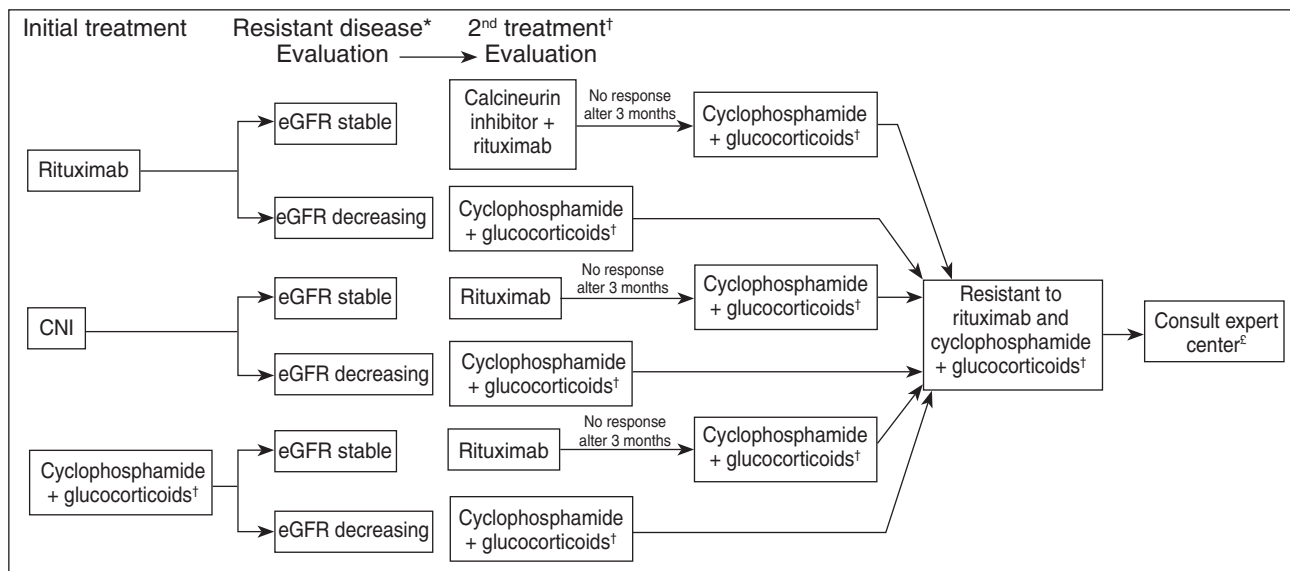 Initial treatment
Resistant disease*
Evaluation
2nd treatment†
Evaluation
Rituximab
eGFR stable
Calcineurin
inhibitor +
rituximab
No response
alter 3 months
Cyclophosphamide
+ glucocorticoids†
eGFR decreasing
Cyclophosphamide
+ glucocorticoids†
CNI
eGFR stable
Rituximab
No response
alter 3 months
Cyclophosphamide
+ glucocorticoids†
eGFR decreasing
Cyclophosphamide
+ glucocorticoids†
Cyclophosphamide
+ glucocorticoids†
eGFR stable
Rituximab
No response
alter 3 months
Cyclophosphamide
+ glucocorticoids†
eGFR decreasing
Cyclophosphamide
+ glucocorticoids†
Resistant to
rituximab and
cyclophosphamide
+ glucocorticoids†
Consult expert
center£